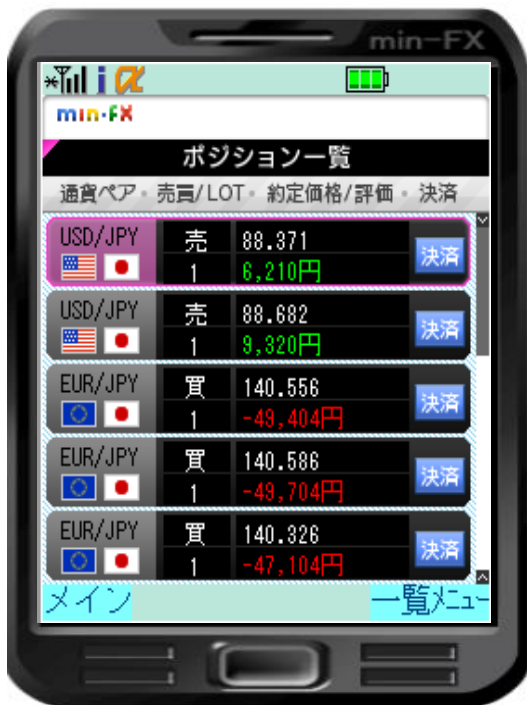 min-FX
i α
min-FX
ポジション一覧
通貨ペア・売買/LOT・約定価格/評価・決済
USD/JPY 売 88.371 決済
1 6,210円
USD/JPY 売 88.682 決済
1 9,320円
EUR/JPY 買 140.556 決済
1 -49,404円
EUR/JPY 買 140.586 決済
1 -49,704円
EUR/JPY 買 140.326 決済
1 -47,104円
メイン 一覧メニュー